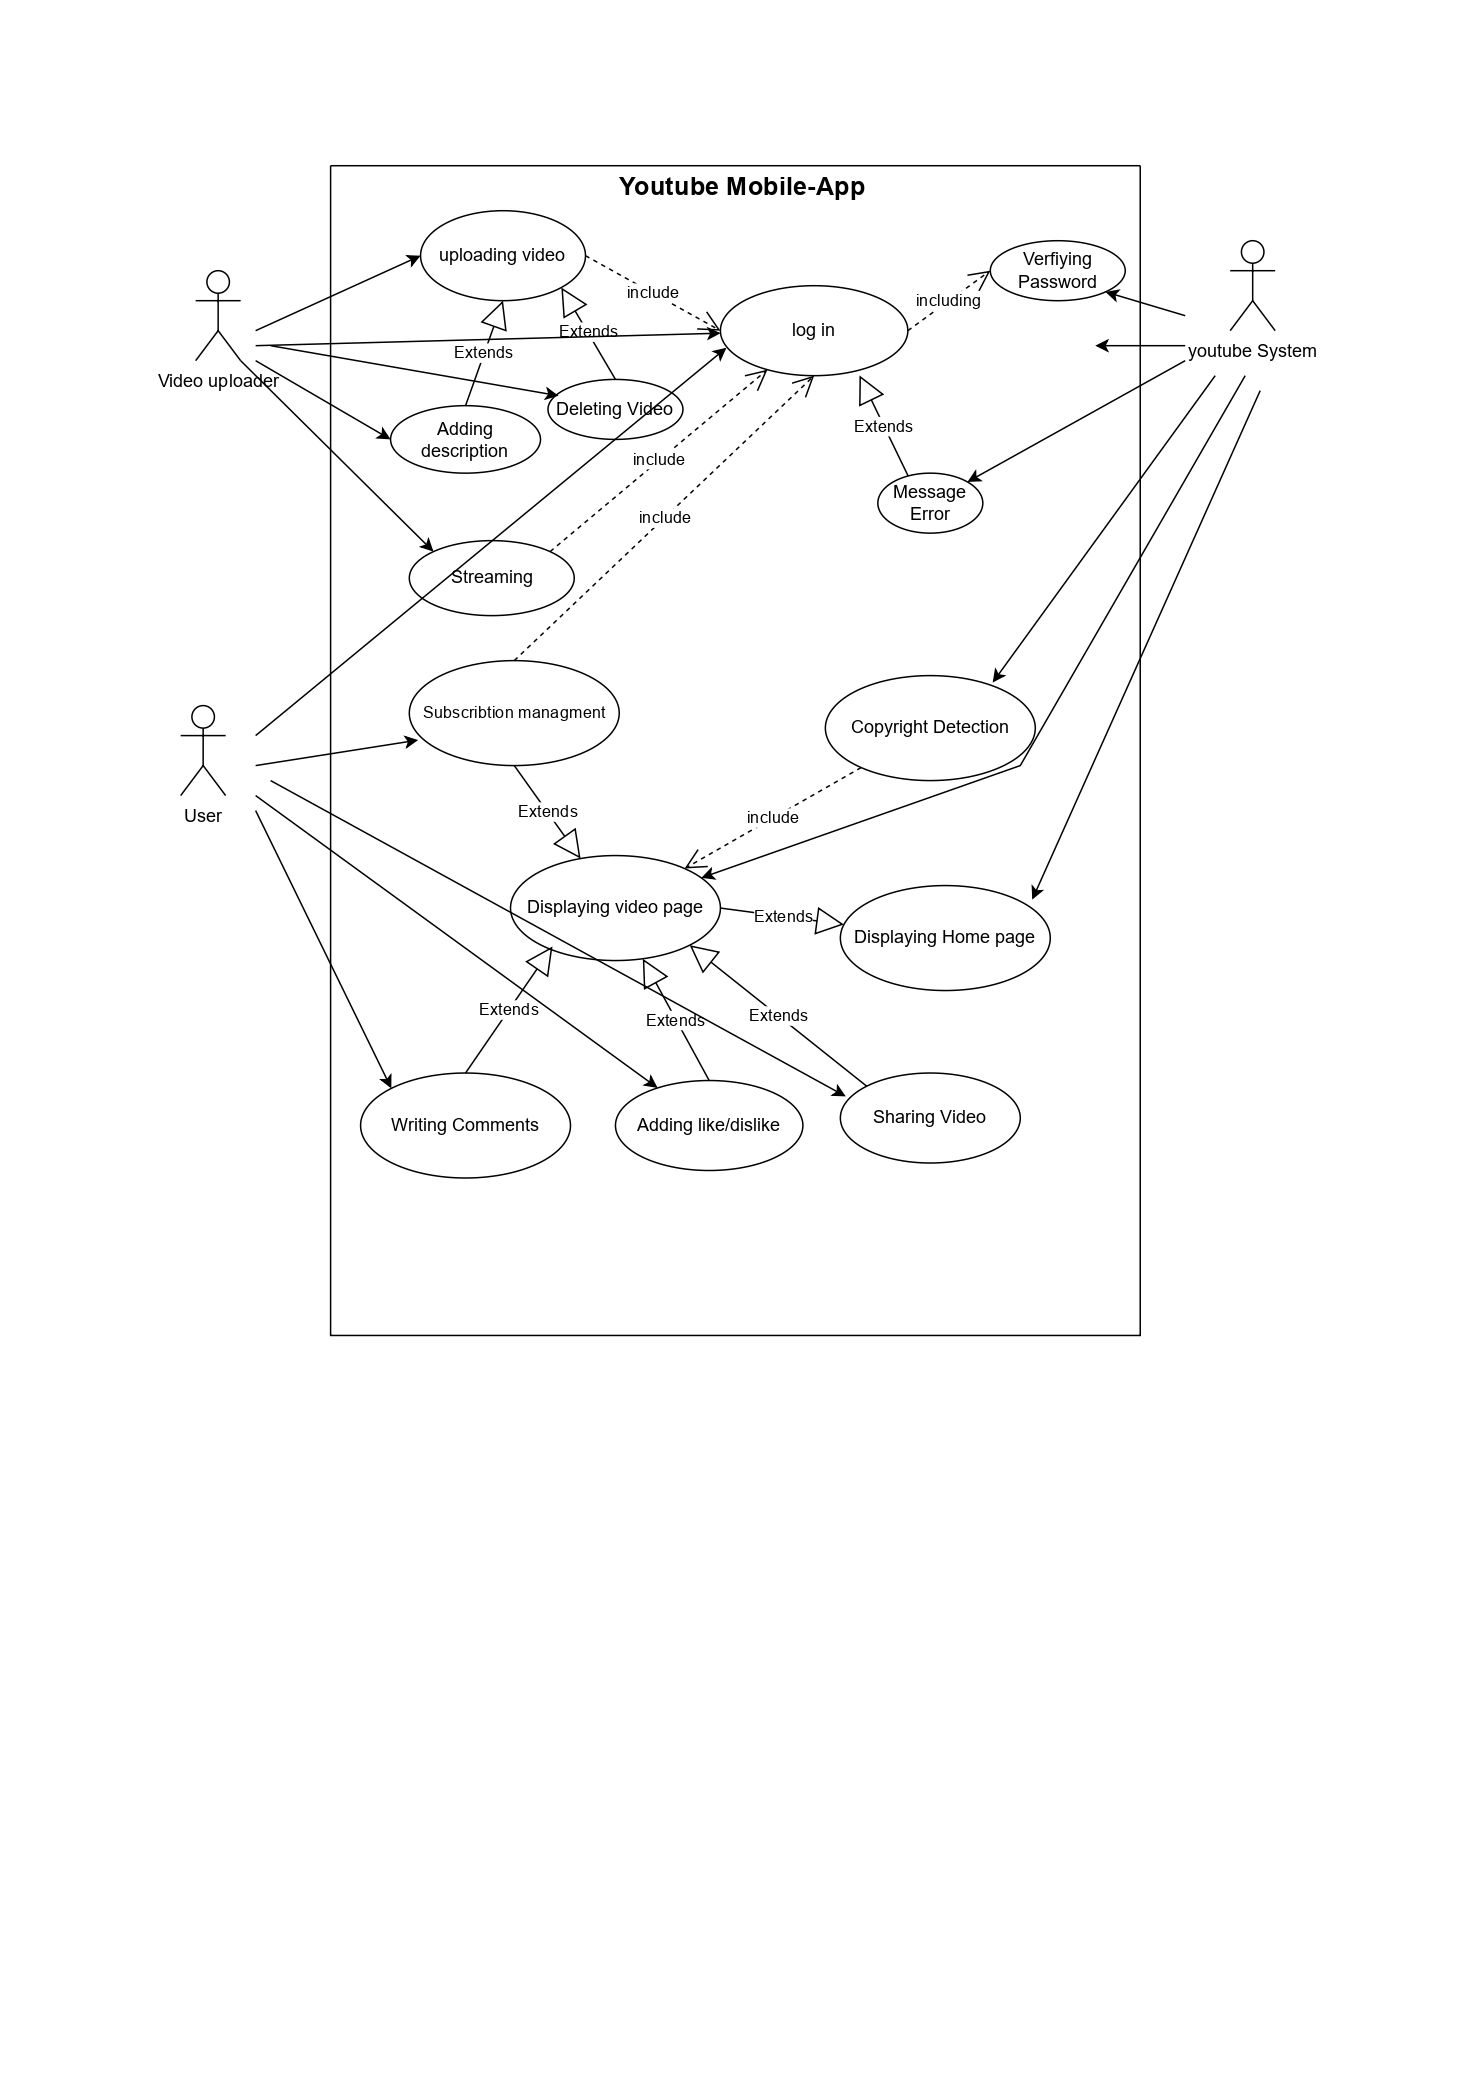 Youtube Mobile-App
uploading video
Verfiying
Password
include
including
log in
Extends
Extends
youtube System
Video uploader
Deleting Video
Adding
description
Extends
include
Message
Error
include
Streaming
Subscribtion managment
Copyright Detection
User
Extends
include
Displaying video page
Extends
Displaying Home page
Extends
Extends
Extends
Writing Comments
Adding like/dislike
Sharing Video